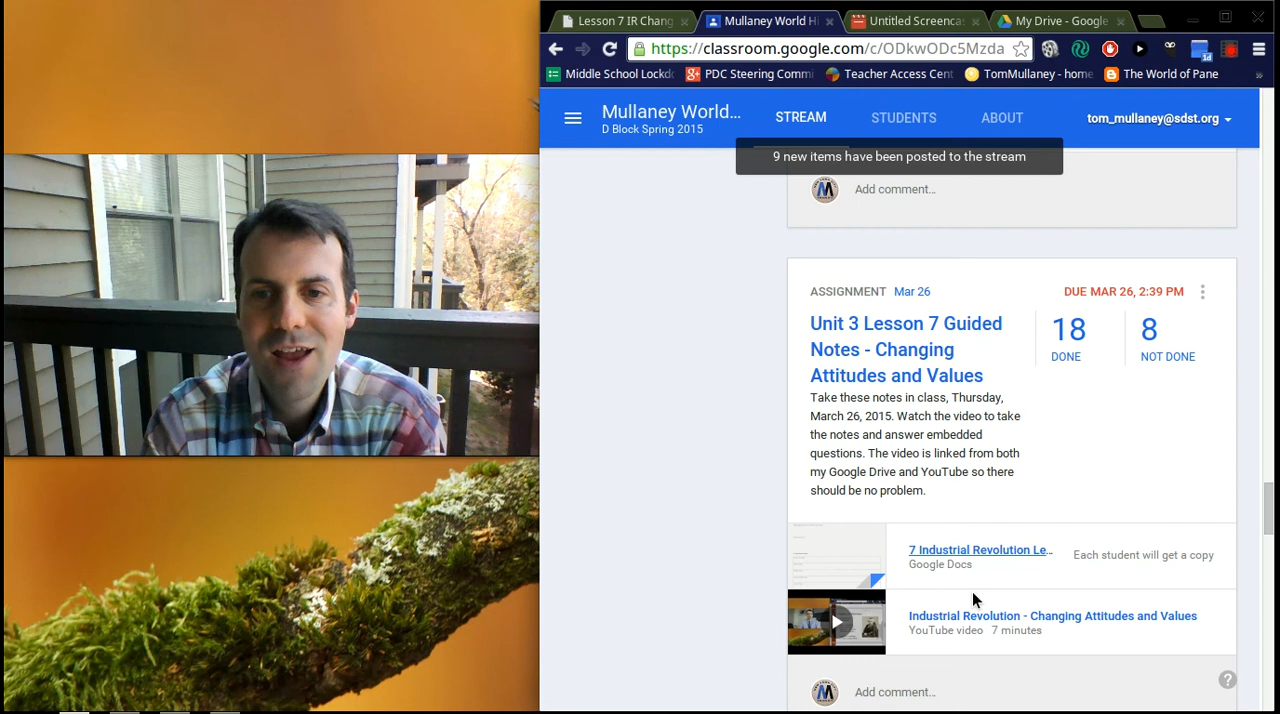 Lesson 7 IR Chang
Mullaney World Hi
Untitled Screencas
My Drive - Google
https://classroom.google.com/c/ODkwODc5Mzda
1d
Middle School Lockdo
PDC Steering Commi
Teacher Access Cent
TomMullaney - home
The World of Pane
»
Mullaney World...
D Block Spring 2015
STREAM
STUDENTS
ABOUT
tom_mullaney@sdst.org
9 new items have been posted to the stream
M
Add comment...
ASSIGNMENT Mar 26
DUE MAR 26, 2:39 PM
Unit 3 Lesson 7 Guided
Notes - Changing
Attitudes and Values
18
DONE
8
NOT DONE
Take these notes in class, Thursday,
March 26, 2015. Watch the video to take
the notes and answer embedded
questions. The video is linked from both
my Google Drive and YouTube so there
should be no problem.
7 Industrial Revolution Le...
Google Docs
Each student will get a copy
Industrial Revolution - Changing Attitudes and Values
YouTube video 7 minutes
M
Add comment...
?